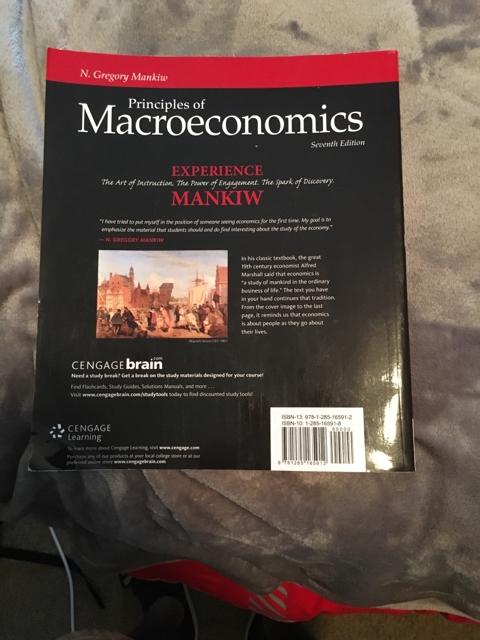 N. Gregory Mankiw
Principles of
Macroeconomics
Seventh Edition
EXPERIENCE
The Art of Instruction. The Power of Engagement. The Spark of Discovery.
MANKIW
"I have tried to put myself in the position of someone seeing economics for the first time. My goal is to
emphasize the material that students should and do find interesting about the study of the economy."
— N. GREGORY MANKIW
In his classic textbook, the great
19th century economist Alfred
Marshall said that economics is
"a study of mankind in the ordinary
business of life." The text you have
in your hand continues that tradition.
From the cover image to the last
page, it reminds us that economics
is about people as they go about
their lives.
CENGAGEbrain.com
Need a study break? Get a break on the study materials designed for your course!
Find Flashcards, Study Guides, Solutions Manuals, and more . . .
Visit www.cengagebrain.com/studytools today to find discounted study tools!
CENGAGE
Learning
To learn more about Cengage Learning, visit www.cengage.com
Purchase any of our products at your local college store or at our
preferred online store www.cengagebrain.com
ISBN-13: 978-1-285-16591-2
ISBN-10: 1-285-16591-8
90000
9 781285 165912